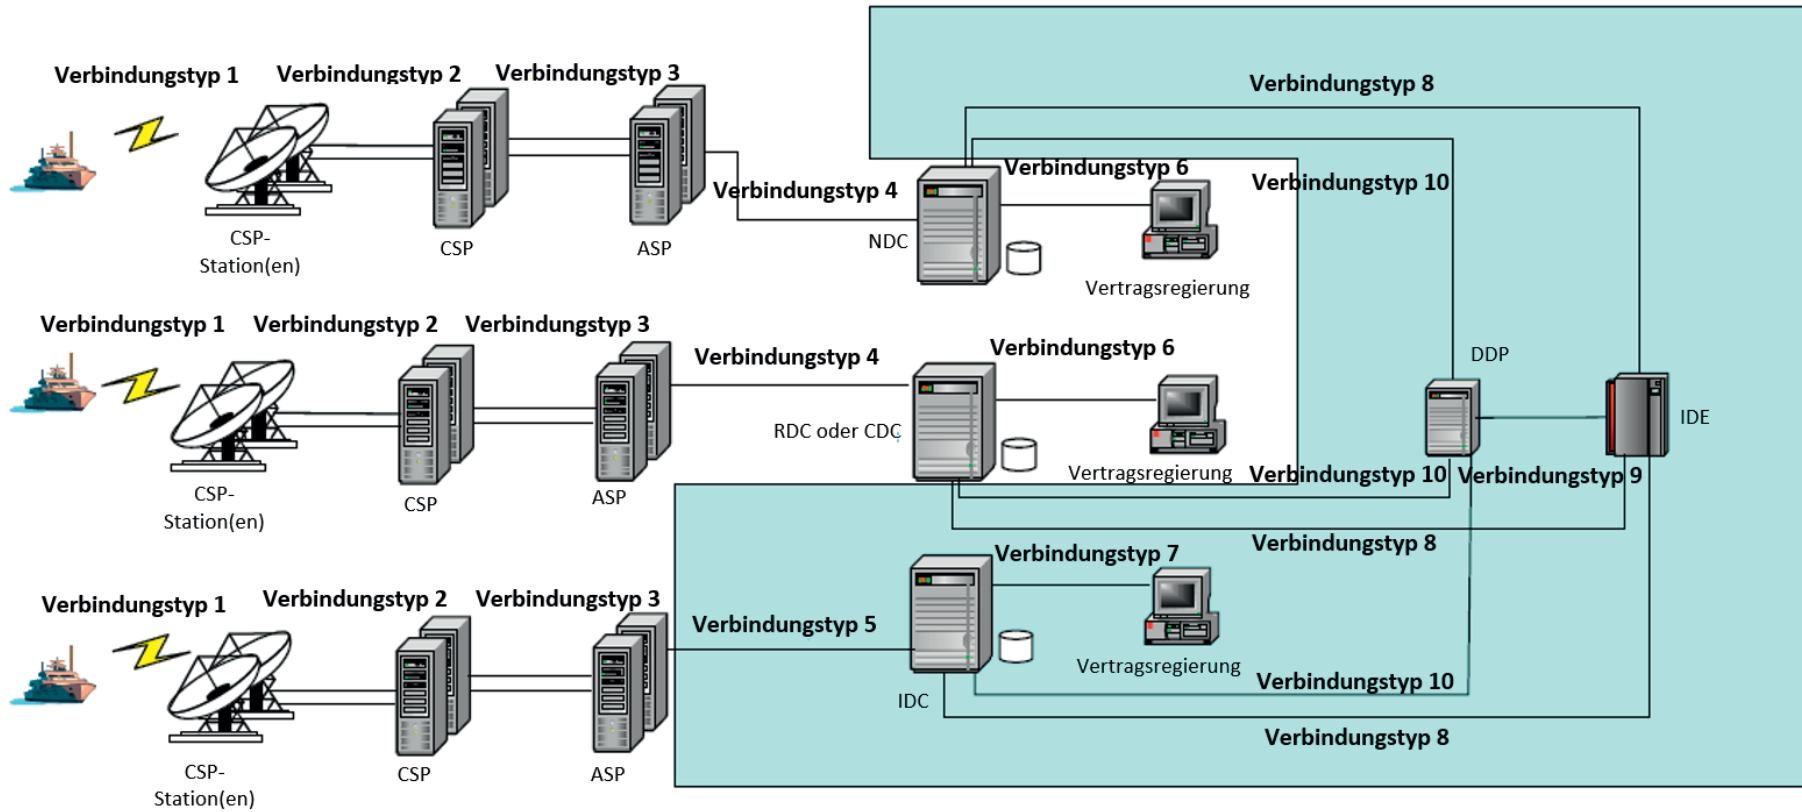 Verbindungstyp 1
Verbindungstyp 2
Verbindungstyp 3
Verbindungstyp 8
Verbindungstyp 4
Verbindungstyp 6
Verbindungstyp 10
CSP-
Station(en)
CSP
ASP
NDC
Vertragsregierung
Verbindungstyp 1
Verbindungstyp 2
Verbindungstyp 3
Verbindungstyp 4
Verbindungstyp 6
DDP
IDE
RDC oder CDC
Vertragsregierung
Verbindungstyp 10
Verbindungstyp 9
CSP-
Station(en)
CSP
ASP
Verbindungstyp 8
Verbindungstyp 7
Verbindungstyp 1
Verbindungstyp 2
Verbindungstyp 3
Verbindungstyp 5
Vertragsregierung
Verbindungstyp 10
IDC
Verbindungstyp 8
CSP-
Station(en)
CSP
ASP